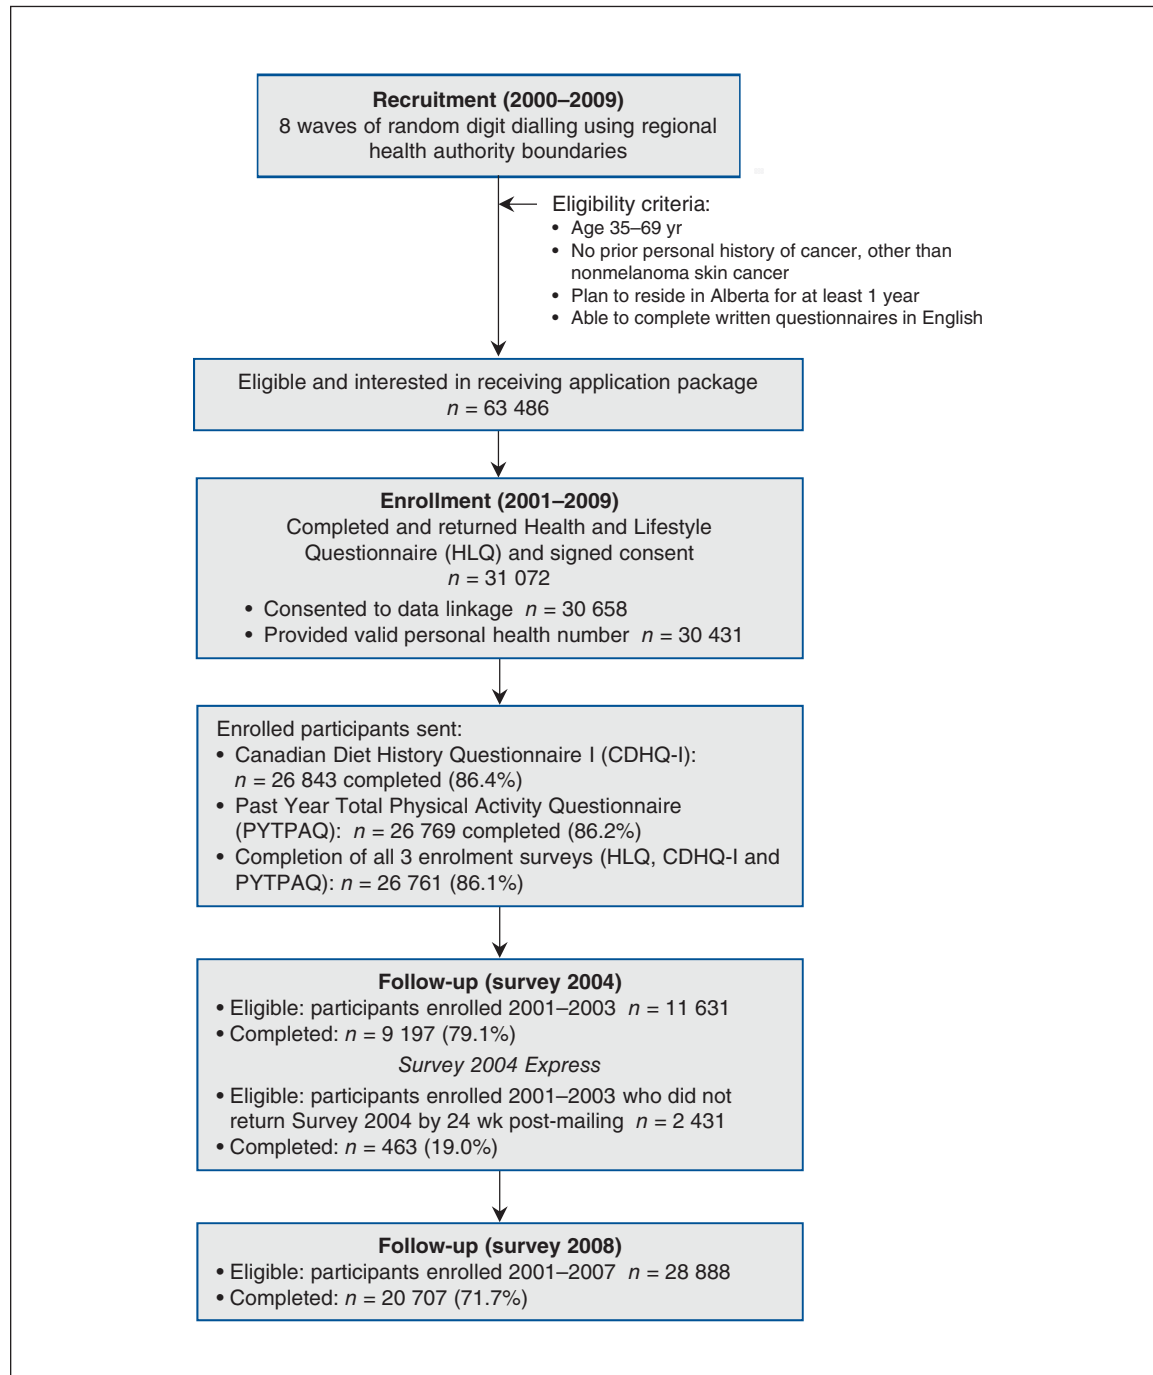 Recruitment (2000–2009)
8 waves of random digit dialling using regional
health authority boundaries
Eligibility criteria:
• Age 35–69 yr
• No prior personal history of cancer, other than
nonmelanoma skin cancer
• Plan to reside in Alberta for at least 1 year
• Able to complete written questionnaires in English
Eligible and interested in receiving application package
n = 63 486
Enrollment (2001–2009)
Completed and returned Health and Lifestyle
Questionnaire (HLQ) and signed consent
n = 31 072
• Consented to data linkage n = 30 658
• Provided valid personal health number n = 30 431
Enrolled participants sent:
• Canadian Diet History Questionnaire I (CDHQ-I):
n = 26 843 completed (86.4%)
• Past Year Total Physical Activity Questionnaire
(PYTPAQ): n = 26 769 completed (86.2%)
• Completion of all 3 enrolment surveys (HLQ, CDHQ-I and
PYTPAQ): n = 26 761 (86.1%)
Follow-up (survey 2004)
• Eligible: participants enrolled 2001–2003 n = 11 631
• Completed: n = 9 197 (79.1%)
Survey 2004 Express
• Eligible: participants enrolled 2001–2003 who did not
return Survey 2004 by 24 wk post-mailing n = 2 431
• Completed: n = 463 (19.0%)
Follow-up (survey 2008)
• Eligible: participants enrolled 2001–2007 n = 28 888
• Completed: n = 20 707 (71.7%)